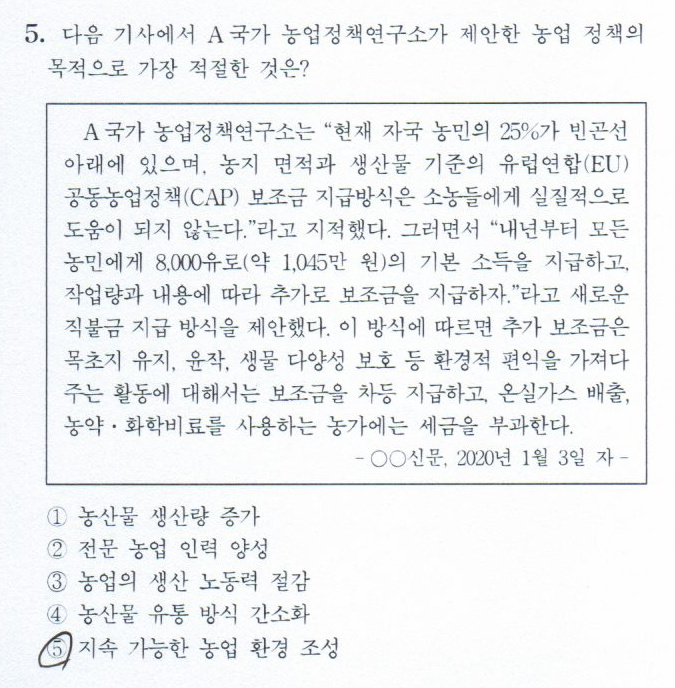 5. 다음 기사에서 A 국가 농업정책연구소가 제안한 농업 정책의
목적으로 가장 적절한 것은?
A 국가 농업정책연구소는 “현재 자국 농민의 25%가 빈곤선
아래에 있으며, 농지 면적과 생산물 기준의 유럽연합(EU)
공동농업정책(CAP) 보조금 지급방식은 소농들에게 실질적으로
도움이 되지 않는다.”라고 지적했다. 그러면서 “내년부터 모든
농민에게 8,000유로(약 1,045만 원)의 기본 소득을 지급하고,
작업량과 내용에 따라 추가로 보조금을 지급하자.”라고 새로운
직불금 지급 방식을 제안했다. 이 방식에 따르면 추가 보조금은
목초지 유지, 윤작, 생물 다양성 보호 등 환경적 편익을 가져다
주는 활동에 대해서는 보조금을 차등 지급하고, 온실가스 배출,
농약・화학비료를 사용하는 농가에는 세금을 부과한다.
- ○○신문, 2020년 1월 3일 자 -
① 농산물 생산량 증가
② 전문 농업 인력 양성
③ 농업의 생산 노동력 절감
④ 농산물 유통 방식 간소화
⑤ 지속 가능한 농업 환경 조성